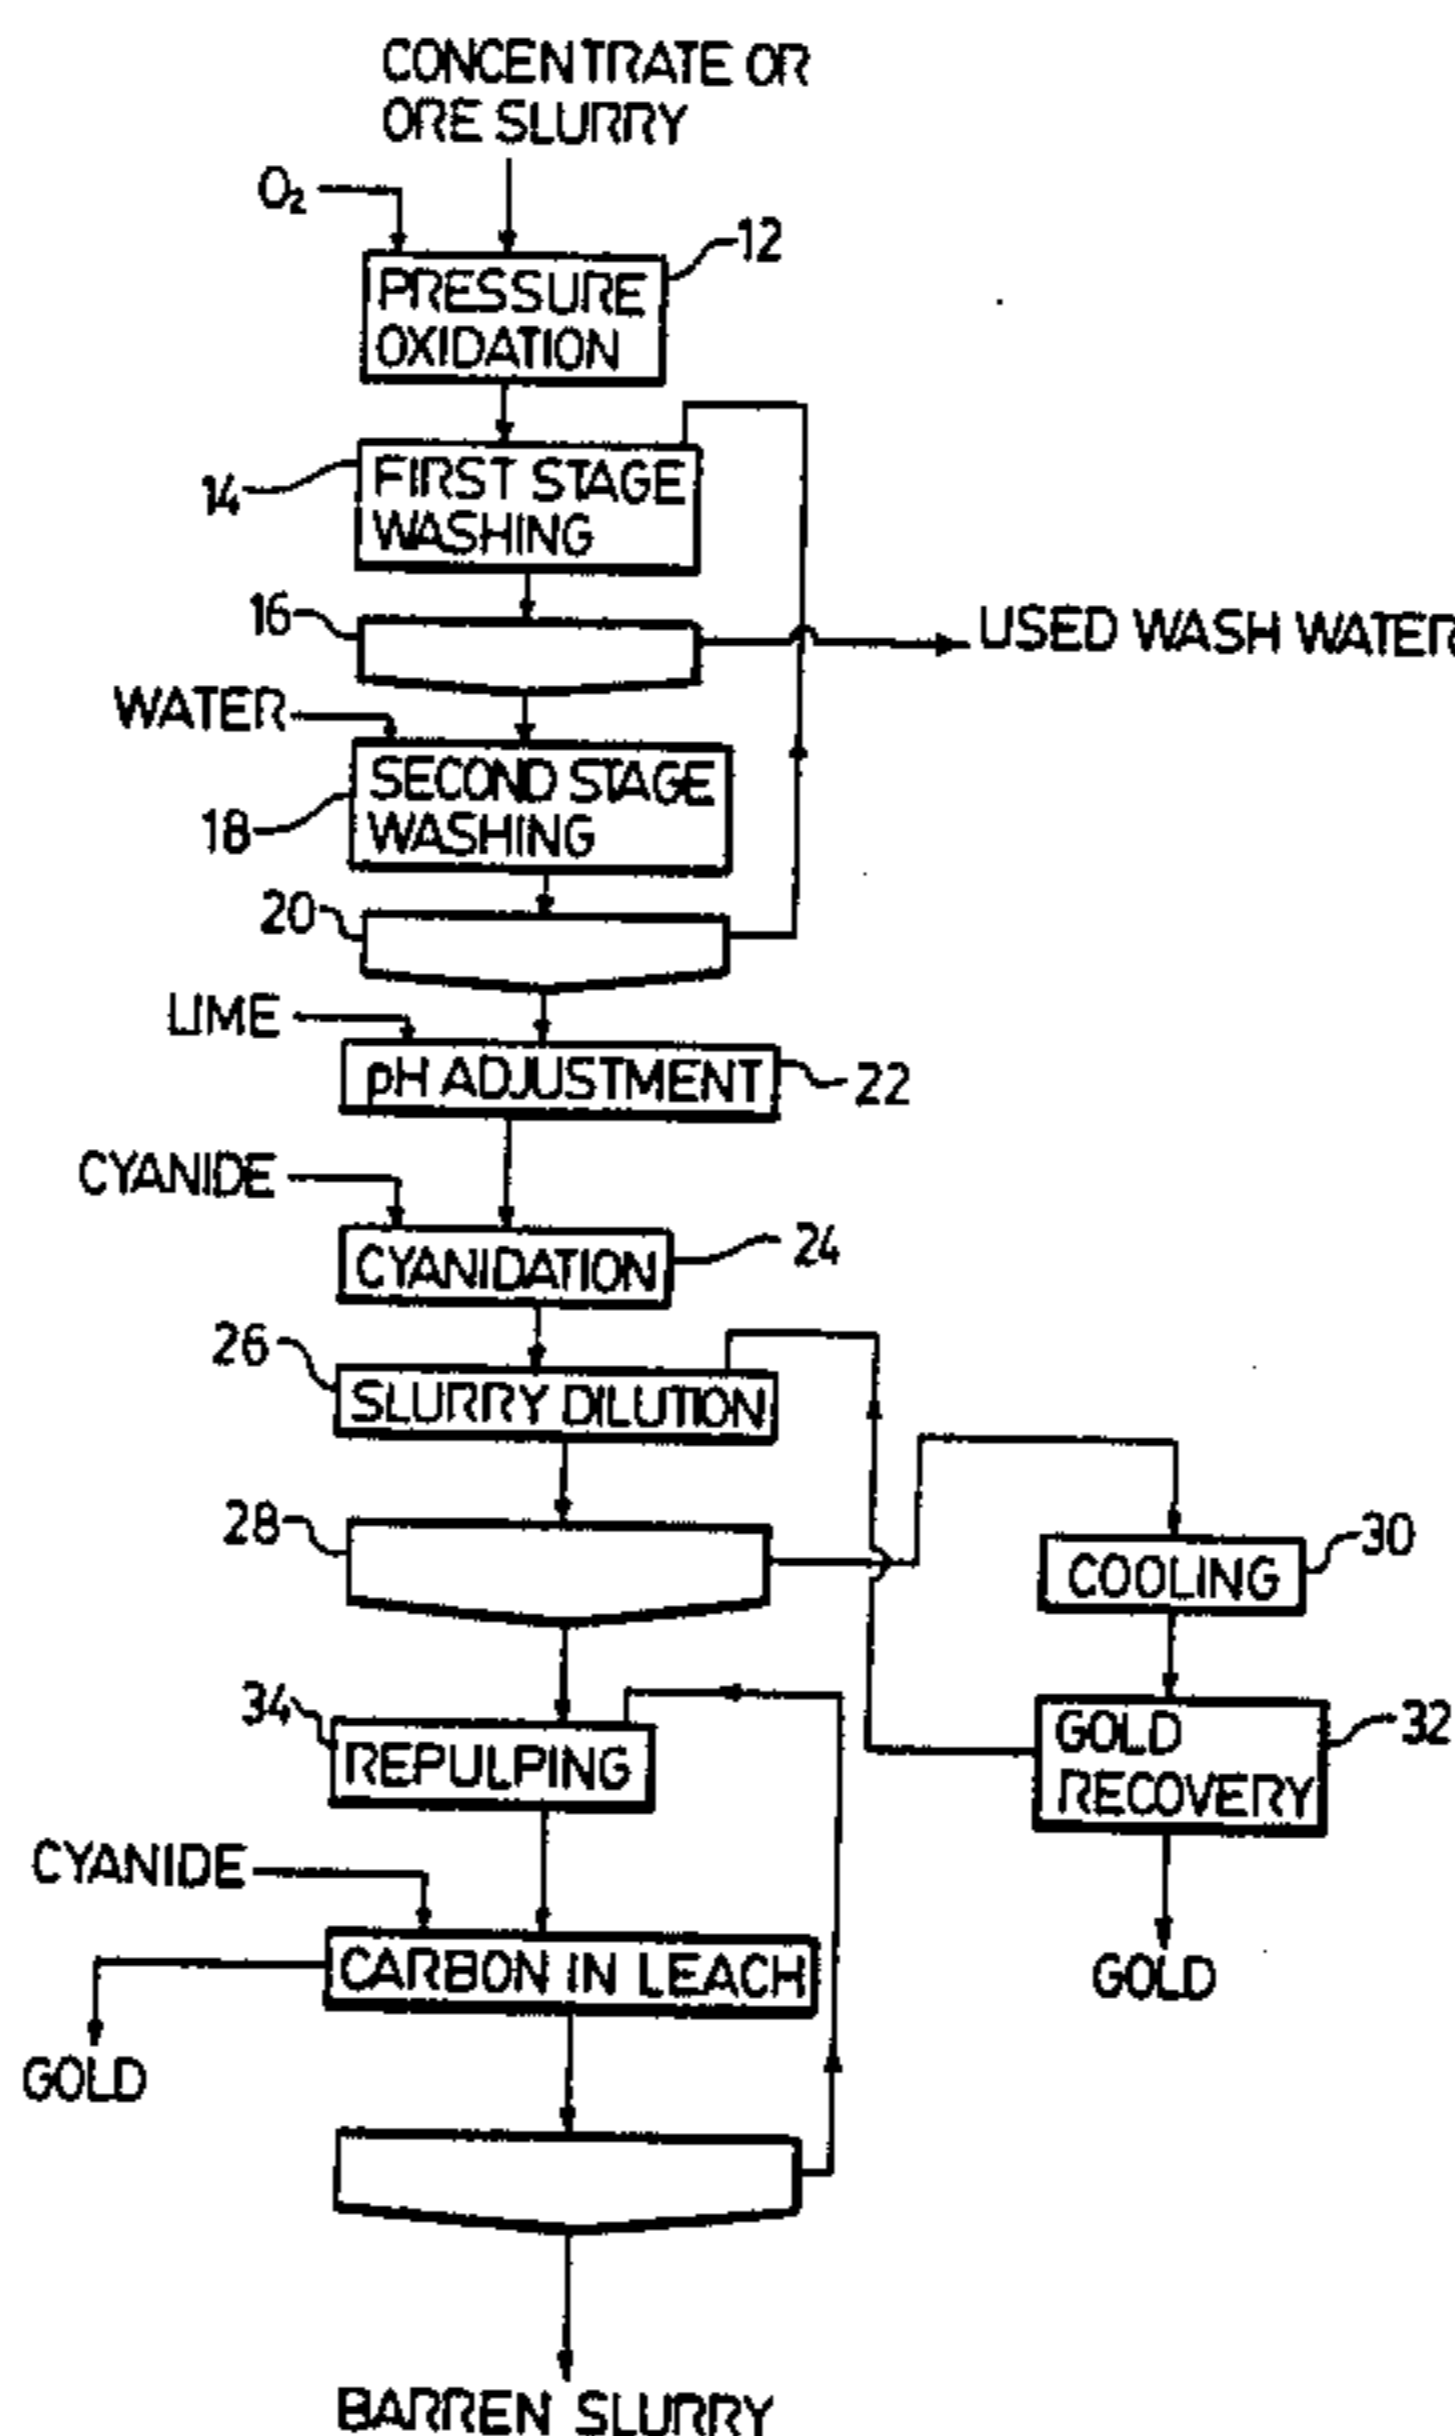 CONCENTRATE OR
ORE SLURRY
O₂
12
PRESSURE
OXIDATION
14
FIRST STAGE
WASHING
16
USED WASH WATER
WATER
SECOND STAGE
WASHING
18
20
LIME
pH ADJUSTMENT
22
CYANIDE
CYANIDATION
24
26
SLURRY DILUTION
28
COOLING
30
34
REPULPING
GOLD
RECOVERY
32
CYANIDE
CARBON IN LEACH
GOLD
GOLD
BARREN SLURRY